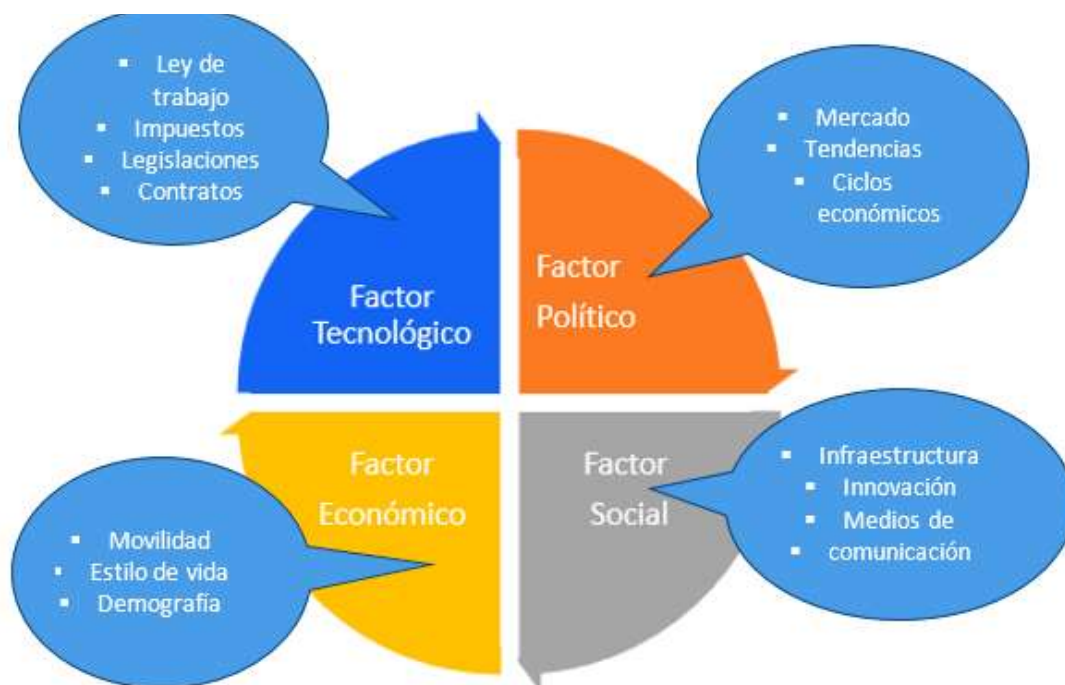 ▪ Ley de
trabajo
▪ Impuestos
▪ Legislaciones
▪ Contratos
▪ Mercado
▪ Tendencias
▪ Ciclos
económicos
Factor
Tecnológico
Factor
Político
Factor
Económico
Factor
Social
▪ Movilidad
▪ Estilo de vida
▪ Demografía
▪ Infraestructura
▪ Innovación
▪ Medios de
▪ comunicación